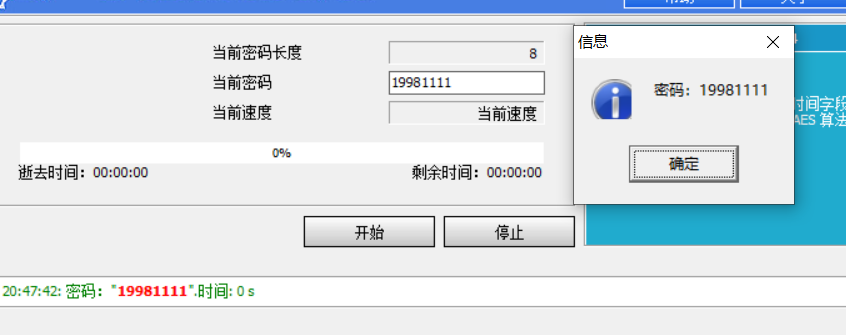 帮助
信息
当前密码长度 8
当前密码 19981111
当前速度 当前速度
密码：19981111
时间字段
AES 算法
确定
0%
逝去时间：00:00:00 剩余时间：00:00:00
开始 停止
20:47:42: 密码："19981111".时间: 0 s